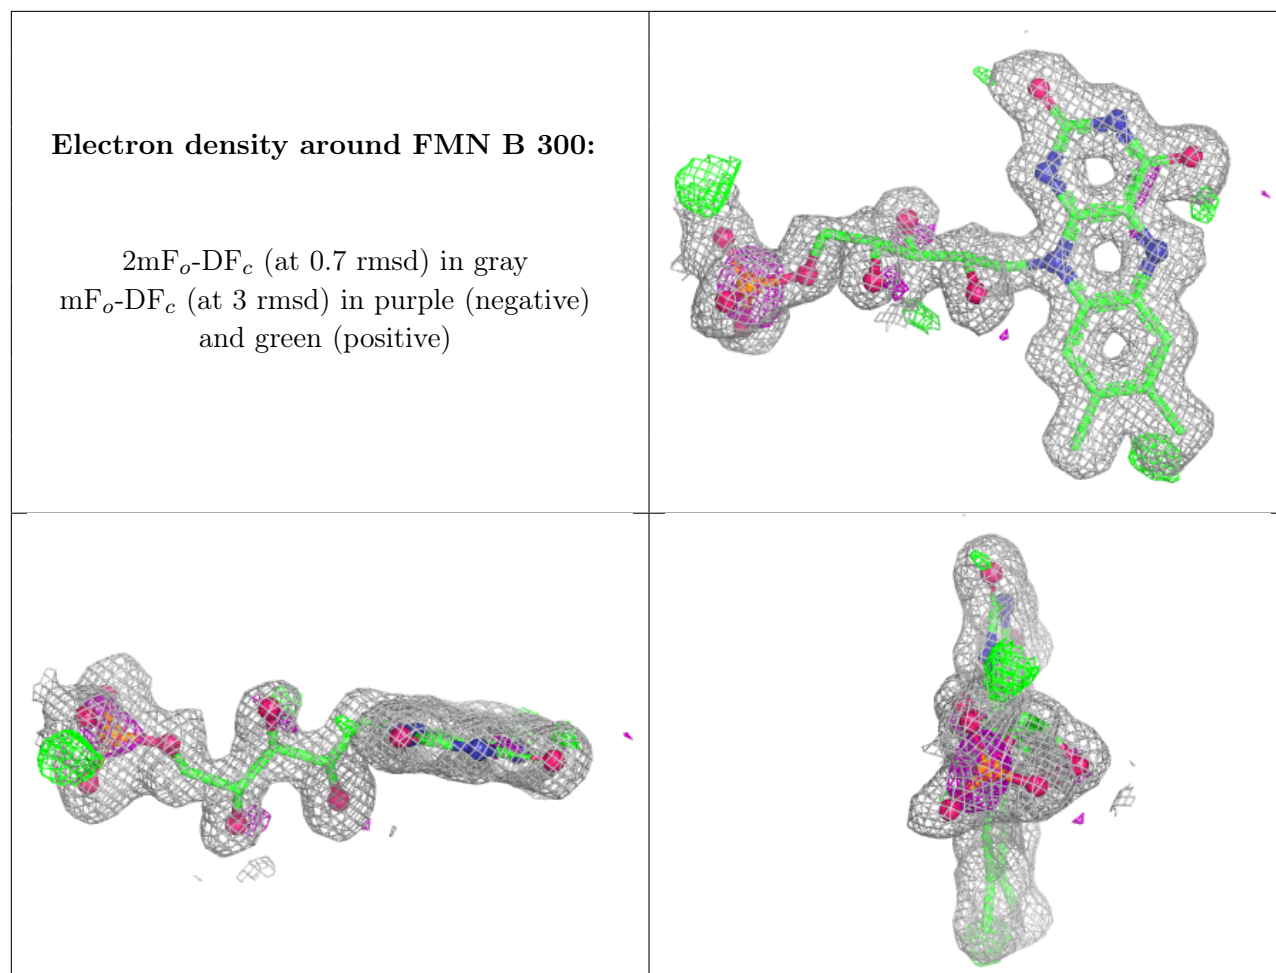 Electron density around FMN B 300:
2mFₒ-DF𝒸 (at 0.7 rmsd) in gray
mFₒ-DF𝒸 (at 3 rmsd) in purple (negative)
and green (positive)